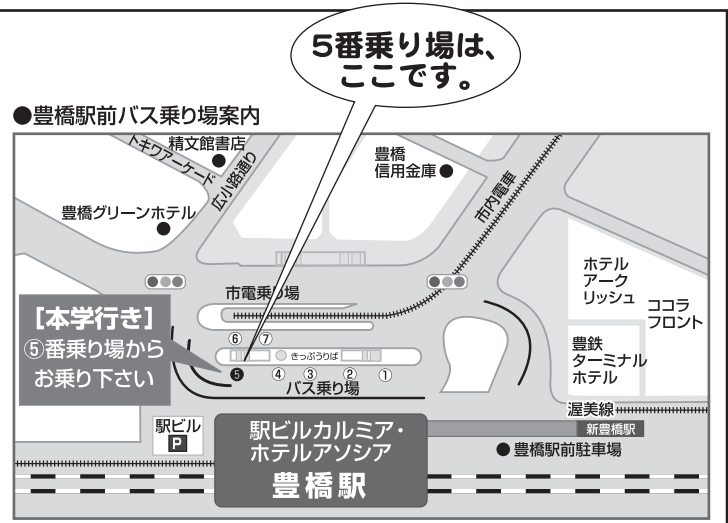 5番乗り場は、
ここです。
●豊橋駅前バス乗り場案内
精文館書店
トキワアーケード
広小路通り
豊橋
信用金庫
市内電車
豊橋グリーンホテル
市電乗り場
ホテル
アーク
リッシュ
ココラ
フロント
[本学行き]
⑤番乗り場から
お乗り下さい
⑥ ⑦
きっぷうりば
❺ ④ ③ ② ①
バス乗り場
豊鉄
ターミナル
ホテル
渥美線
新豊橋駅
駅ビル
P
駅ビルカルミア・
ホテルアソシア
豊橋駅
豊橋駅前駐車場